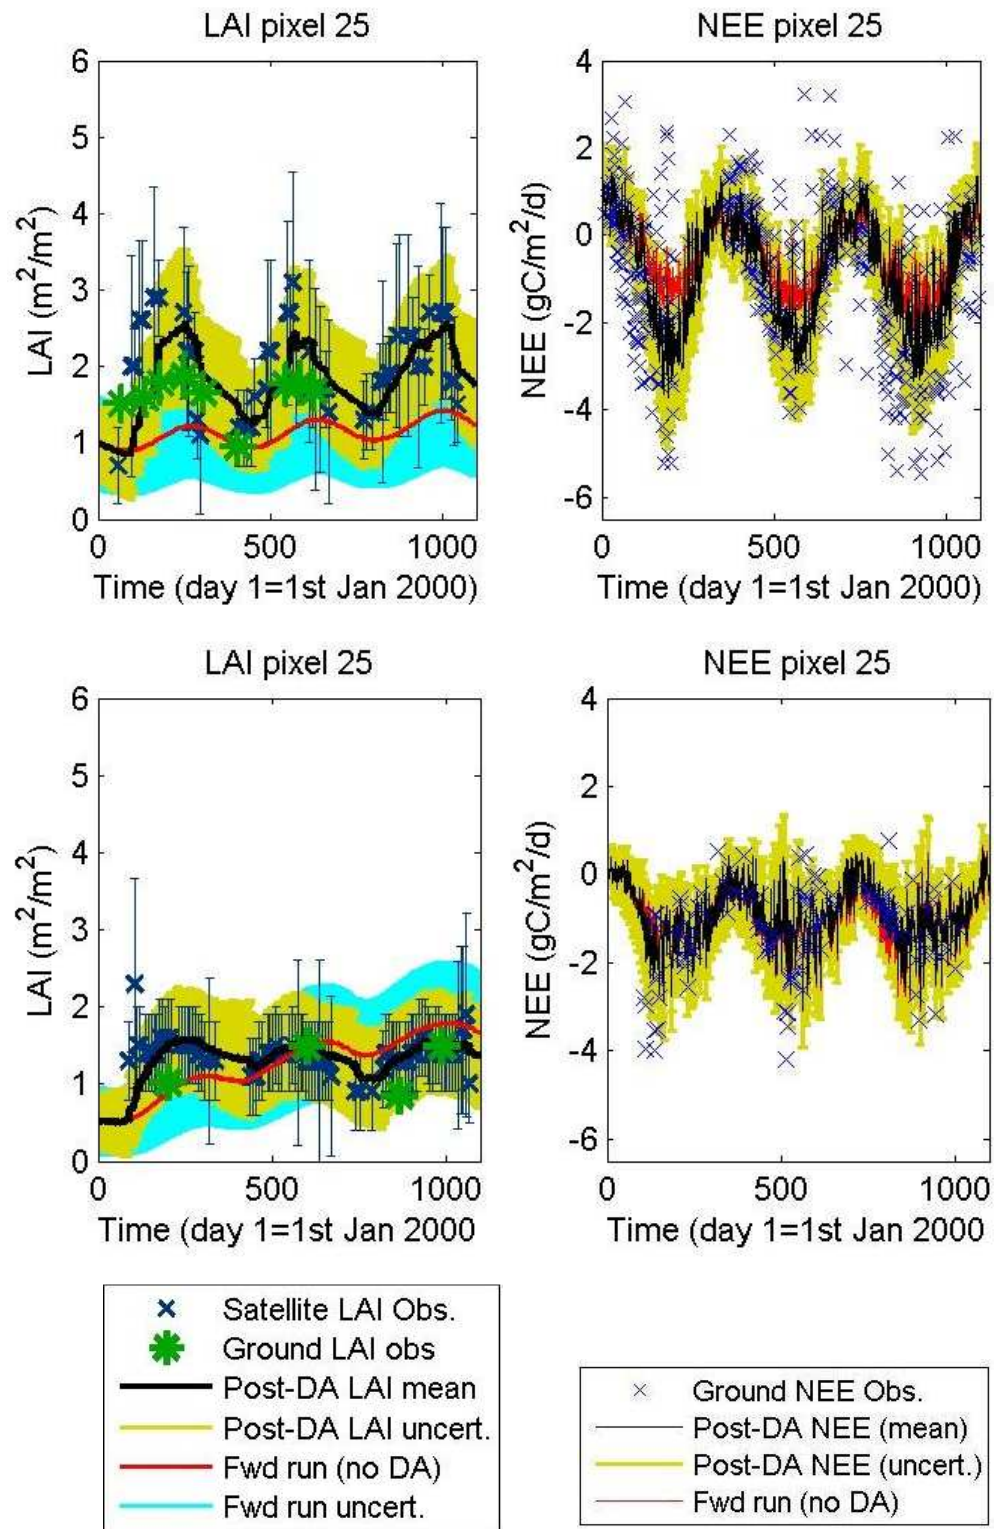 LAI pixel 25
6
5
4
3
2
1
0
LAI (m²/m²)
0
500
1000
Time (day 1=1st Jan 2000)
NEE pixel 25
4
2
0
-2
-4
-6
NEE (gC/m²/d)
0
500
1000
Time (day 1=1st Jan 2000)
LAI pixel 25
6
5
4
3
2
1
0
LAI (m²/m²)
0
500
1000
Time (day 1=1st Jan 2000
NEE pixel 25
4
2
0
-2
-4
-6
NEE (gC/m²/d)
0
500
1000
Time (day 1=1st Jan 2000
Satellite LAI Obs.
Ground LAI obs
Post-DA LAI mean
Post-DA LAI uncert.
Fwd run (no DA)
Fwd run uncert.
Ground NEE Obs.
Post-DA NEE (mean)
Post-DA NEE (uncert.)
Fwd run (no DA)